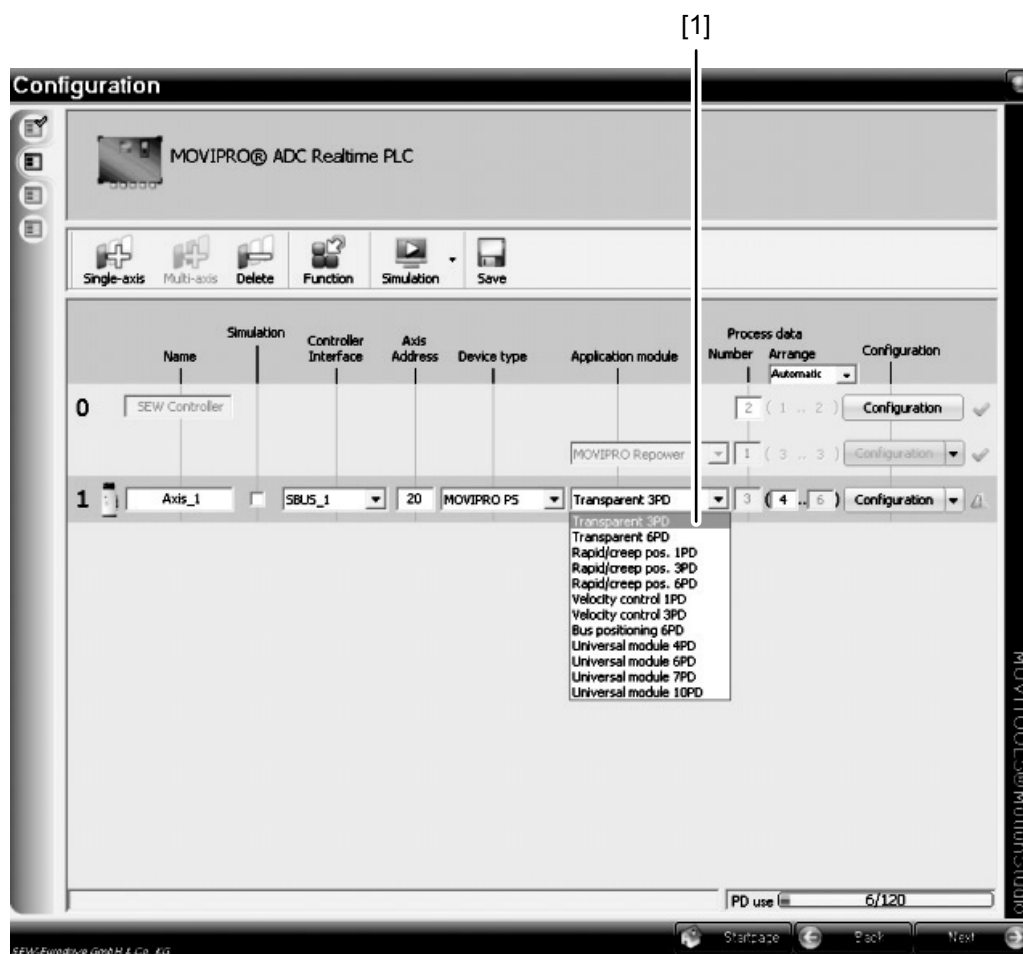 [1]
Configuration
MOVIPRO® ADC Realtime PLC
Single-axis Multi-axis Delete Function Simulation Save
Name Simulation Controller Interface Axis Address Device type Application module Process data Number Arrange Configuration
Automatic
0 SEW Controller 2 ( 1 .. 2 ) Configuration
MOVIPRO Repower 1 ( 3 .. 3 ) Configuration
1 Axis_1 SBUS_1 20 MOVIPRO PS Transparent 3PD 3 ( 4 .. 6 ) Configuration
Transparent 3PD
Transparent 6PD
Rapid/creep pos. 1PD
Rapid/creep pos. 3PD
Rapid/creep pos. 6PD
Velocity control 1PD
Velocity control 3PD
Bus positioning 6PD
Universal module 4PD
Universal module 6PD
Universal module 7PD
Universal module 10PD
MOVITOOLS®MotionStudio
PD use 6/120
SEW-Eurodrive GmbH & Co. KG
Startpage Back Next